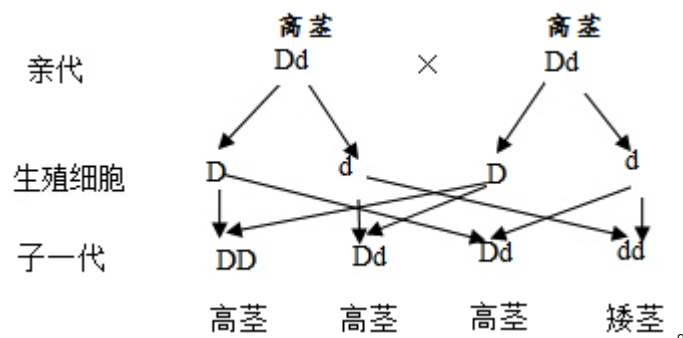 高茎 高茎
亲代 Dd × Dd
生殖细胞 D d D d
子一代 DD Dd Dd dd
高茎 高茎 高茎 矮茎 。